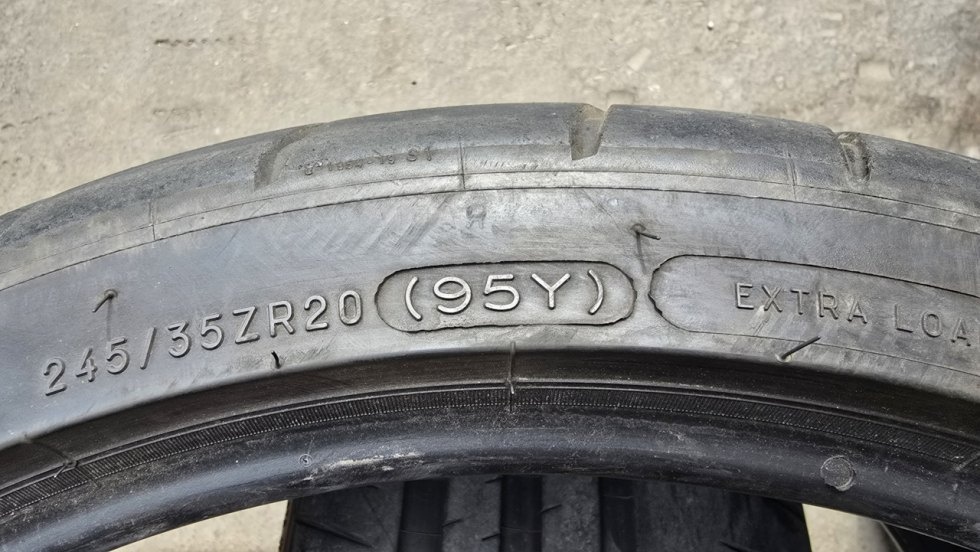 245/35ZR20 (95Y) EXTRA LOA